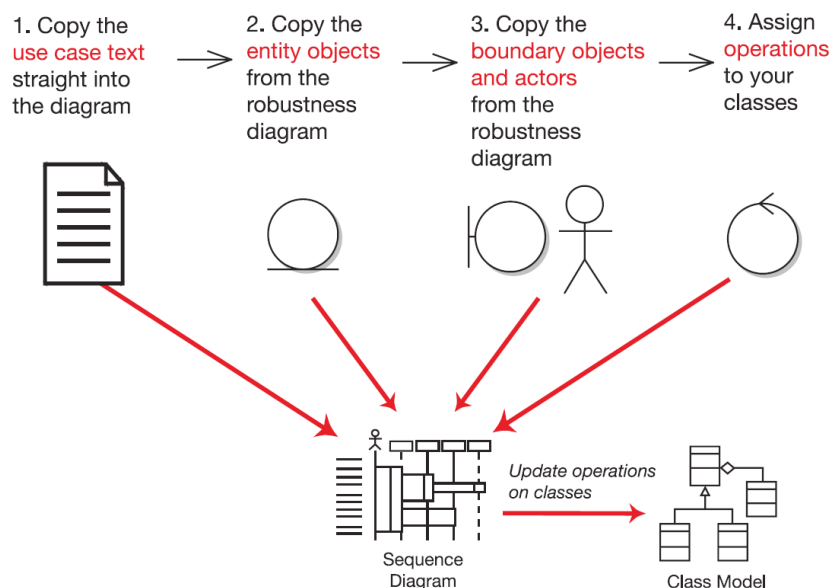 1. Copy the
use case text
straight into
the diagram
2. Copy the
entity objects
from the
robustness
diagram
3. Copy the
boundary objects
and actors
from the
robustness
diagram
4. Assign
operations
to your
classes
Update operations
on classes
Sequence
Diagram
Class Model